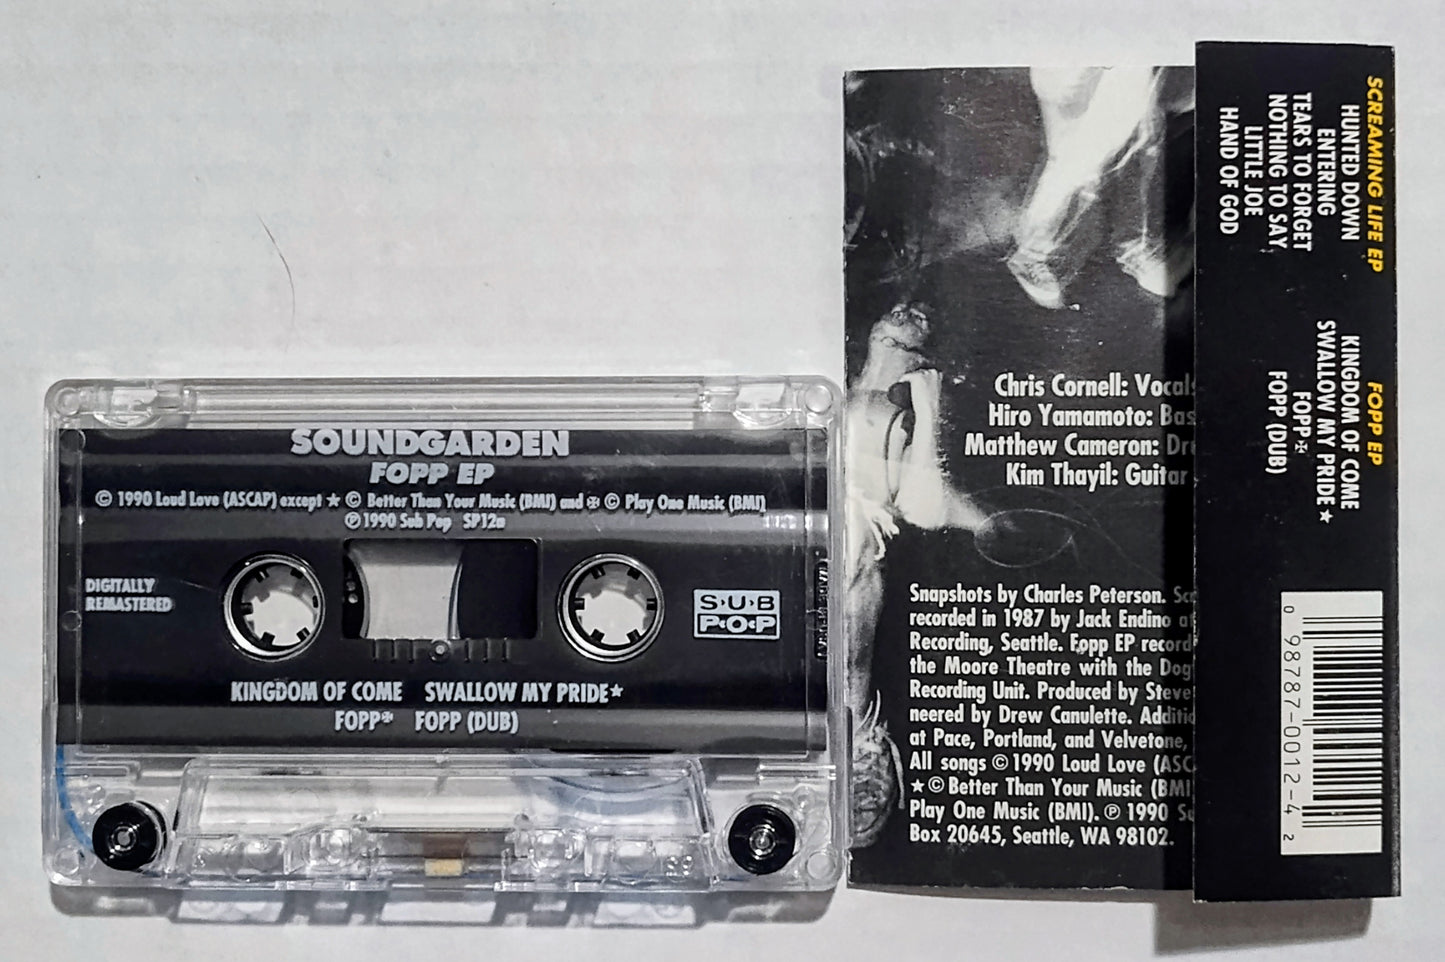 SOUNDGARDEN
FOPP EP
© 1990 Loud Love (ASCAP) except ★ © Better Than Your Music (BMI) and ✠ © Play One Music (BMI)
℗ 1990 Sub Pop SP12a
DIGITALLY
REMASTERED
SUB
POP
KINGDOM OF COME SWALLOW MY PRIDE★
FOPP✠ FOPP (DUB)
Chris Cornell: Vocals
Hiro Yamamoto: Bas
Matthew Cameron: Dr
Kim Thayil: Guitar
Snapshots by Charles Peterson. Sc
recorded in 1987 by Jack Endino at
Recording, Seattle. Fopp EP record
the Moore Theatre with the Dog
Recording Unit. Produced by Steve
neered by Drew Canulette. Additio
at Pace, Portland, and Velvetone,
All songs © 1990 Loud Love (ASC
★ © Better Than Your Music (BMI
Play One Music (BMI). ℗ 1990 Su
Box 20645, Seattle, WA 98102.
SCREAMING LIFE EP
HUNTED DOWN
ENTERING
TEARS TO FORGET
NOTHING TO SAY
LITTLE JOE
HAND OF GOD
FOPP EP
KINGDOM OF COME
SWALLOW MY PRIDE ★
FOPP✠
FOPP (DUB)
0 98787-0012-4 2